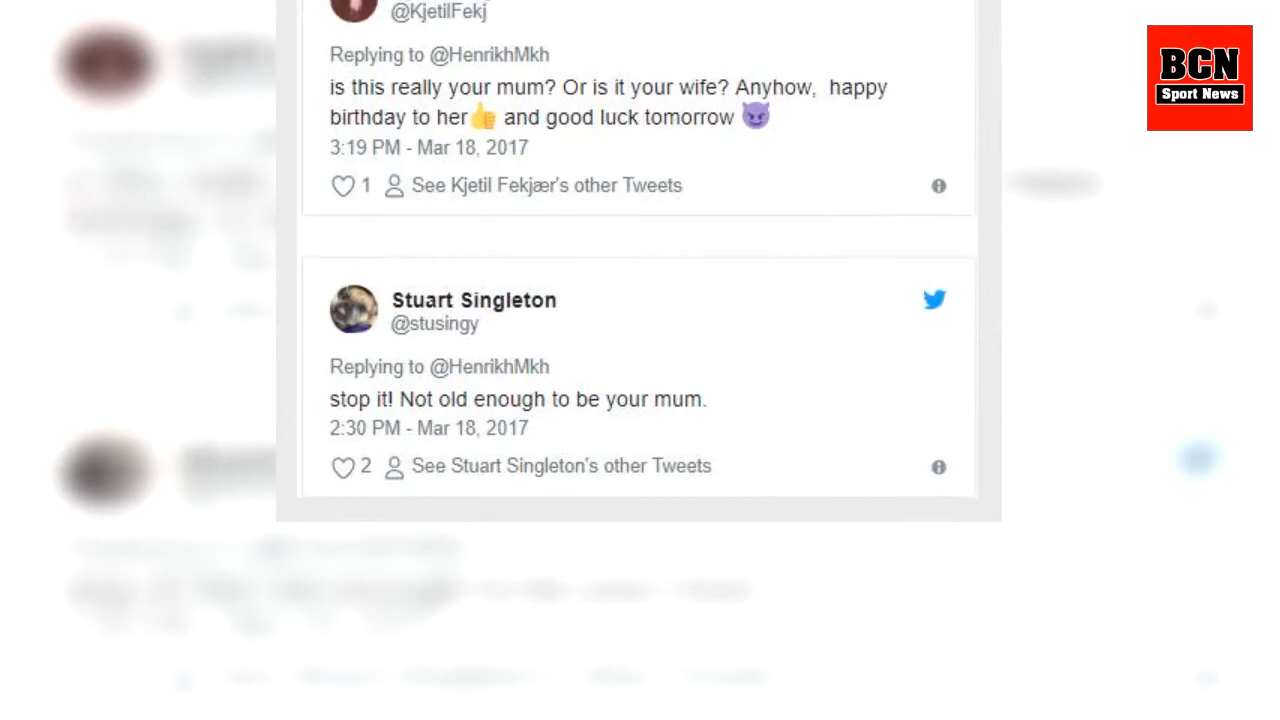 @KjetilFekj
Replying to @HenrikhMkh
is this really your mum? Or is it your wife? Anyhow, happy
birthday to her👍 and good luck tomorrow 😈
3:19 PM - Mar 18, 2017
1 See Kjetil Fekjær's other Tweets
Stuart Singleton
@stusingy
Replying to @HenrikhMkh
stop it! Not old enough to be your mum.
2:30 PM - Mar 18, 2017
2 See Stuart Singleton's other Tweets
BCN
Sport News